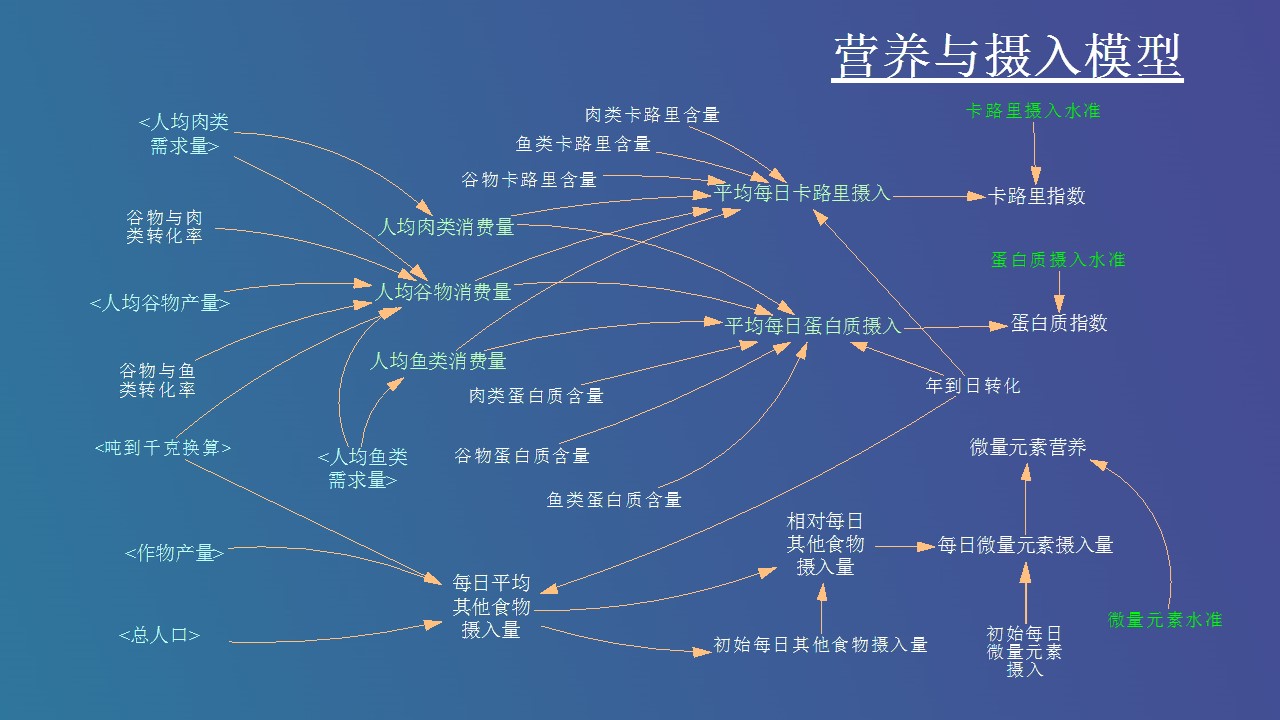 营养与摄入模型
肉类卡路里含量
卡路里摄入水准
<人均肉类
需求量>
鱼类卡路里含量
谷物卡路里含量
平均每日卡路里摄入
卡路里指数
谷物与肉
类转化率
人均肉类消费量
蛋白质摄入水准
<人均谷物产量>
人均谷物消费量
平均每日蛋白质摄入
蛋白质指数
谷物与鱼
类转化率
人均鱼类消费量
肉类蛋白质含量
年到日转化
<吨到千克换算>
<人均鱼类
需求量>
谷物蛋白质含量
微量元素营养
鱼类蛋白质含量
相对每日
其他食物
摄入量
每日微量元素摄入量
<作物产量>
每日平均
其他食物
摄入量
<总人口>
初始每日其他食物摄入量
初始每日
微量元素
摄入
微量元素水准